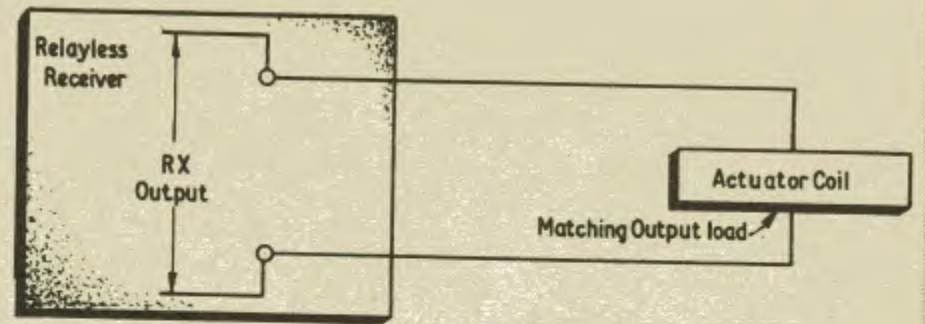 Relayless
Receiver
RX
Output
Actuator Coil
Matching Output load